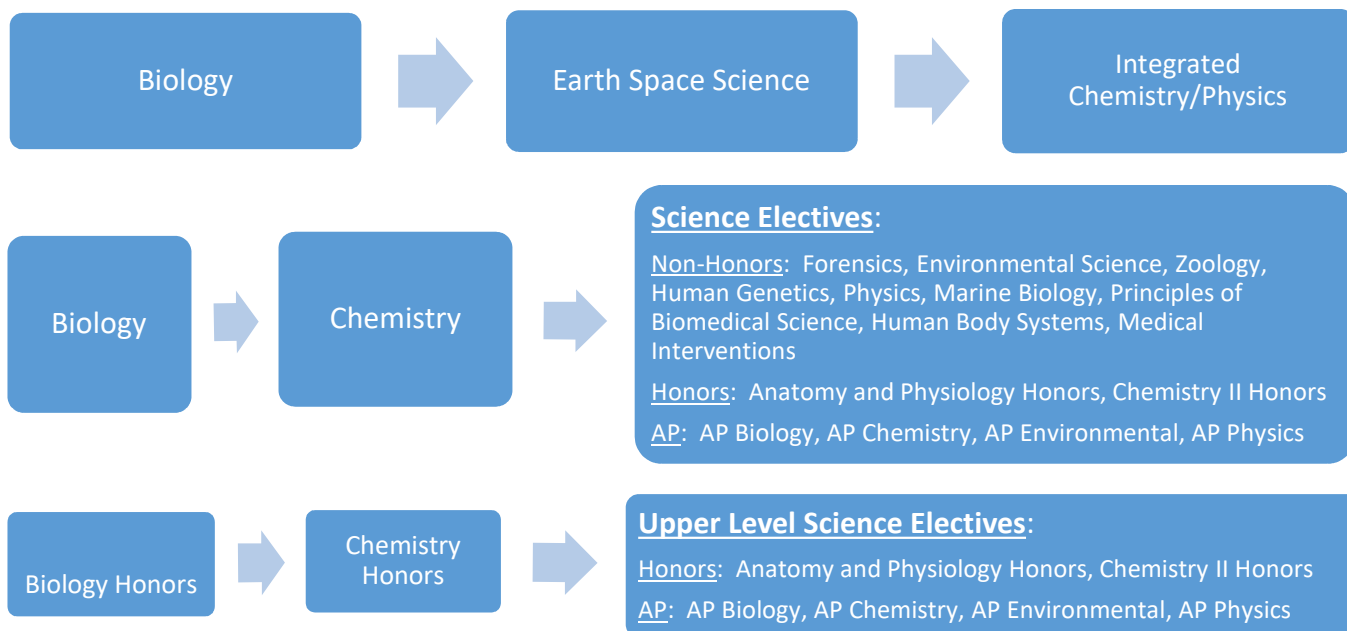 Biology
Earth Space Science
Integrated
Chemistry/Physics
Biology
Chemistry
Science Electives:
Non-Honors: Forensics, Environmental Science, Zoology,
Human Genetics, Physics, Marine Biology, Principles of
Biomedical Science, Human Body Systems, Medical
Interventions
Honors: Anatomy and Physiology Honors, Chemistry II Honors
AP: AP Biology, AP Chemistry, AP Environmental, AP Physics
Biology Honors
Chemistry
Honors
Upper Level Science Electives:
Honors: Anatomy and Physiology Honors, Chemistry II Honors
AP: AP Biology, AP Chemistry, AP Environmental, AP Physics